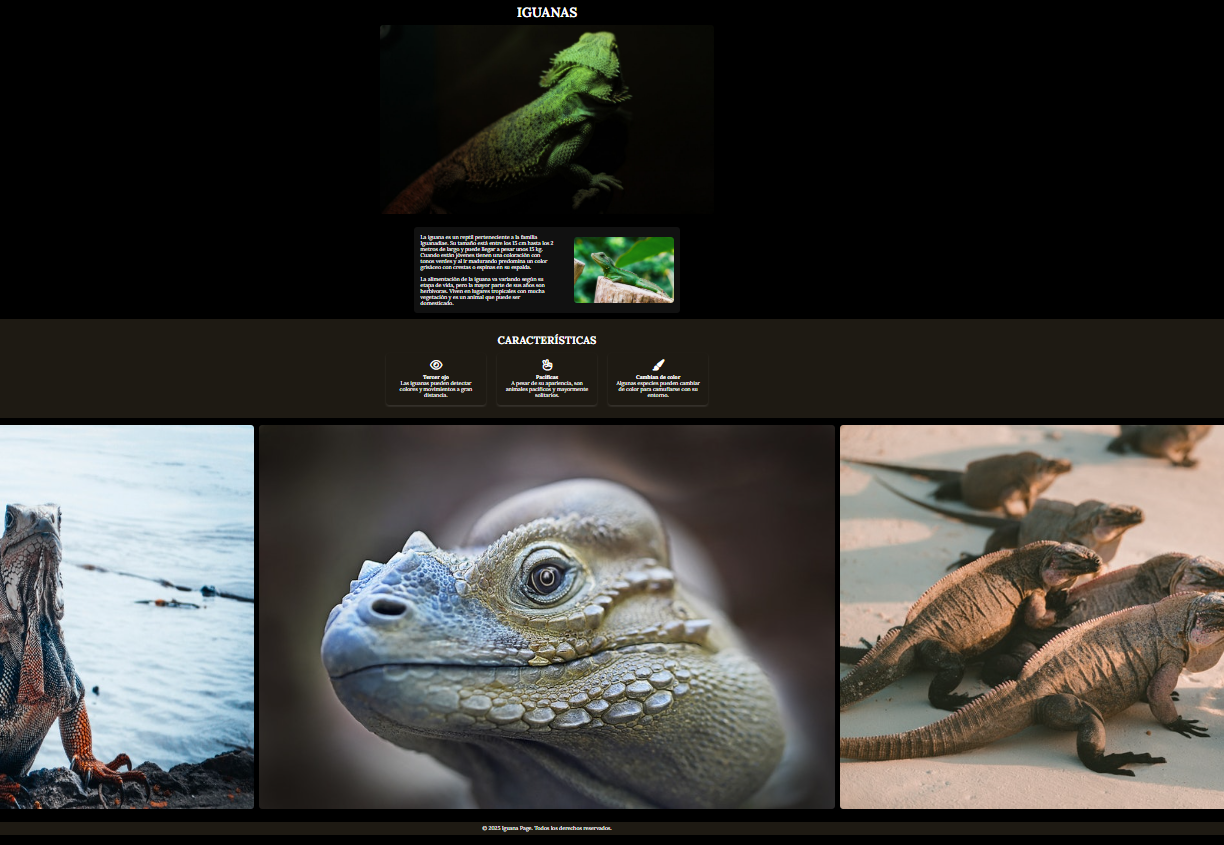 IGUANAS
La Iguana es un reptil perteneciente a la familia
Iguanadiae. Su tamaño está entre los 15 cm hasta los 2
metros de largo y puede llegar a pesar unos 15 kg.
Cuando están jóvenes tienen una coloración con
tonos verdes y al ir madurando predomina un color
grisáceo con crestas o espinas en su espalda.
La alimentación de la iguana va variando según su
etapa de vida, pero la mayor parte de sus años son
herbívoras. Viven en lugares tropicales con mucha
vegetación y es un animal que puede ser
domesticado.
CARACTERÍSTICAS
Tercer ojo
Las iguanas pueden detectar
colores y movimientos a gran
distancia.
Pacíficas
A pesar de su apariencia, son
animales pacíficos y mayormente
solitarios.
Cambian de color
Algunas especies pueden cambiar
de color para camuflarse con su
entorno.
© 2025 Iguana Page. Todos los derechos reservados.